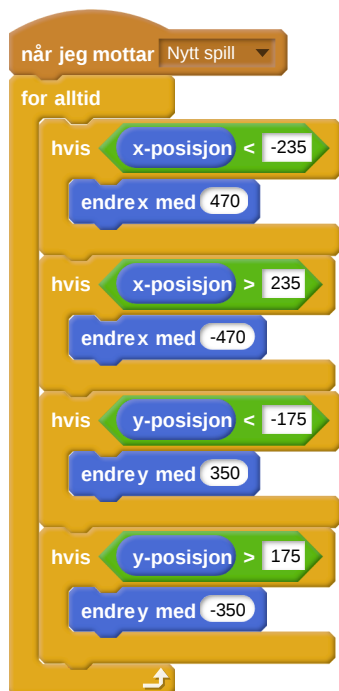 når jeg mottar Nytt spill
for alltid
hvis x-posisjon < -235
endre x med 470
hvis x-posisjon > 235
endre x med -470
hvis y-posisjon < -175
endre y med 350
hvis y-posisjon > 175
endre y med -350